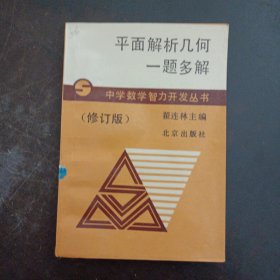 平面解析几何
一题多解
中学数学智力开发丛书
(修订版)
翟连林主编
北京出版社